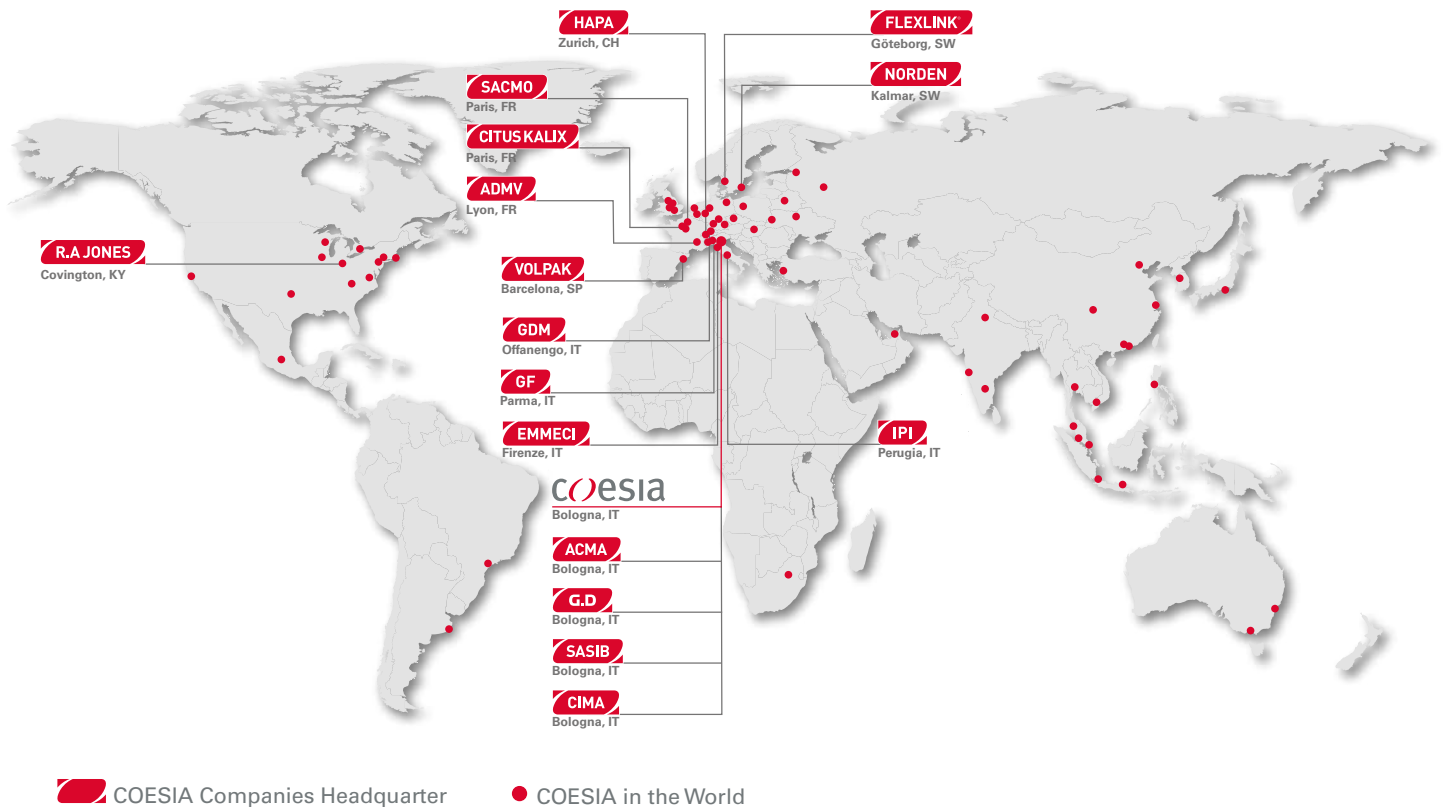 HAPA
Zurich, CH
FLEXLINK®
Göteborg, SW
SACMO
Paris, FR
NORDEN
Kalmar, SW
CITUS KALIX
Paris, FR
ADMV
Lyon, FR
R.A JONES
Covington, KY
VOLPAK
Barcelona, SP
GDM
Offanengo, IT
GF
Parma, IT
EMMECI
Firenze, IT
IPI
Perugia, IT
coesia
Bologna, IT
ACMA
Bologna, IT
G.D
Bologna, IT
SASIB
Bologna, IT
CIMA
Bologna, IT
COESIA Companies Headquarter
COESIA in the World